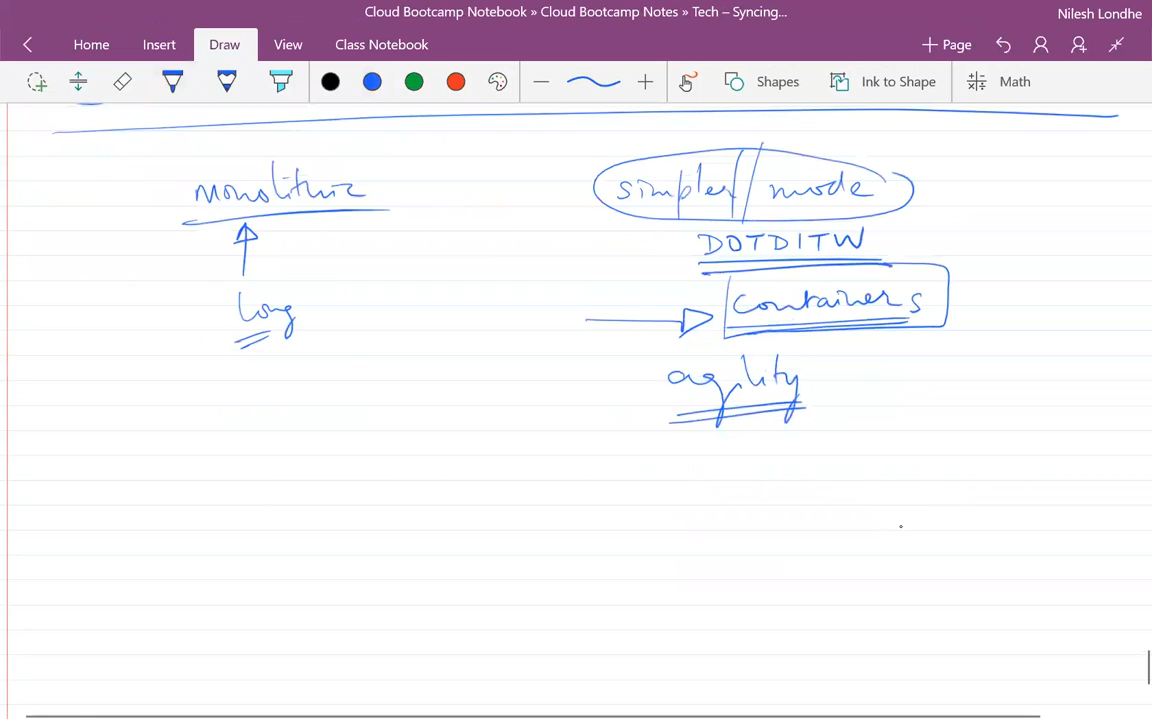 Cloud Bootcamp Notebook » Cloud Bootcamp Notes » Tech – Syncing...
Nilesh Londhe
Home Insert Draw View Class Notebook
Page
Shapes Ink to Shape Math
monolithic
simpler / mode
DOTDITW
long
containers
agility